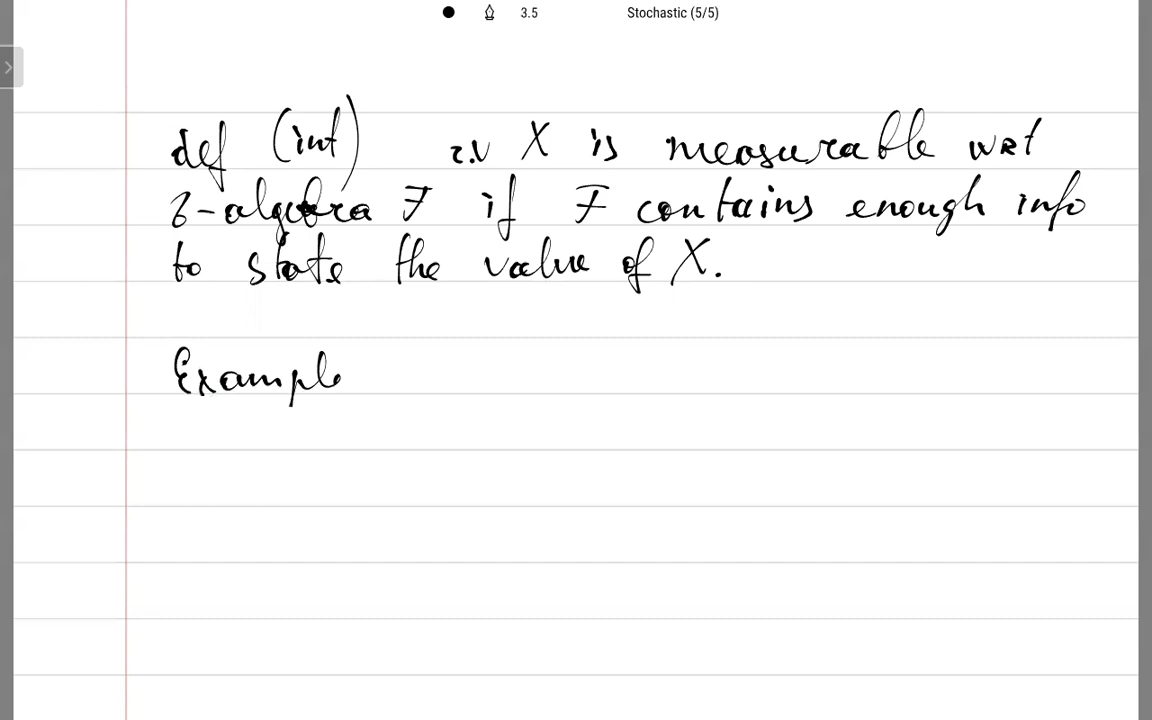 3.5 Stochastic (5/5)
def (int) r.v X is measurable wrt
σ-algebra F if F contains enough info
to state the value of X.
Example